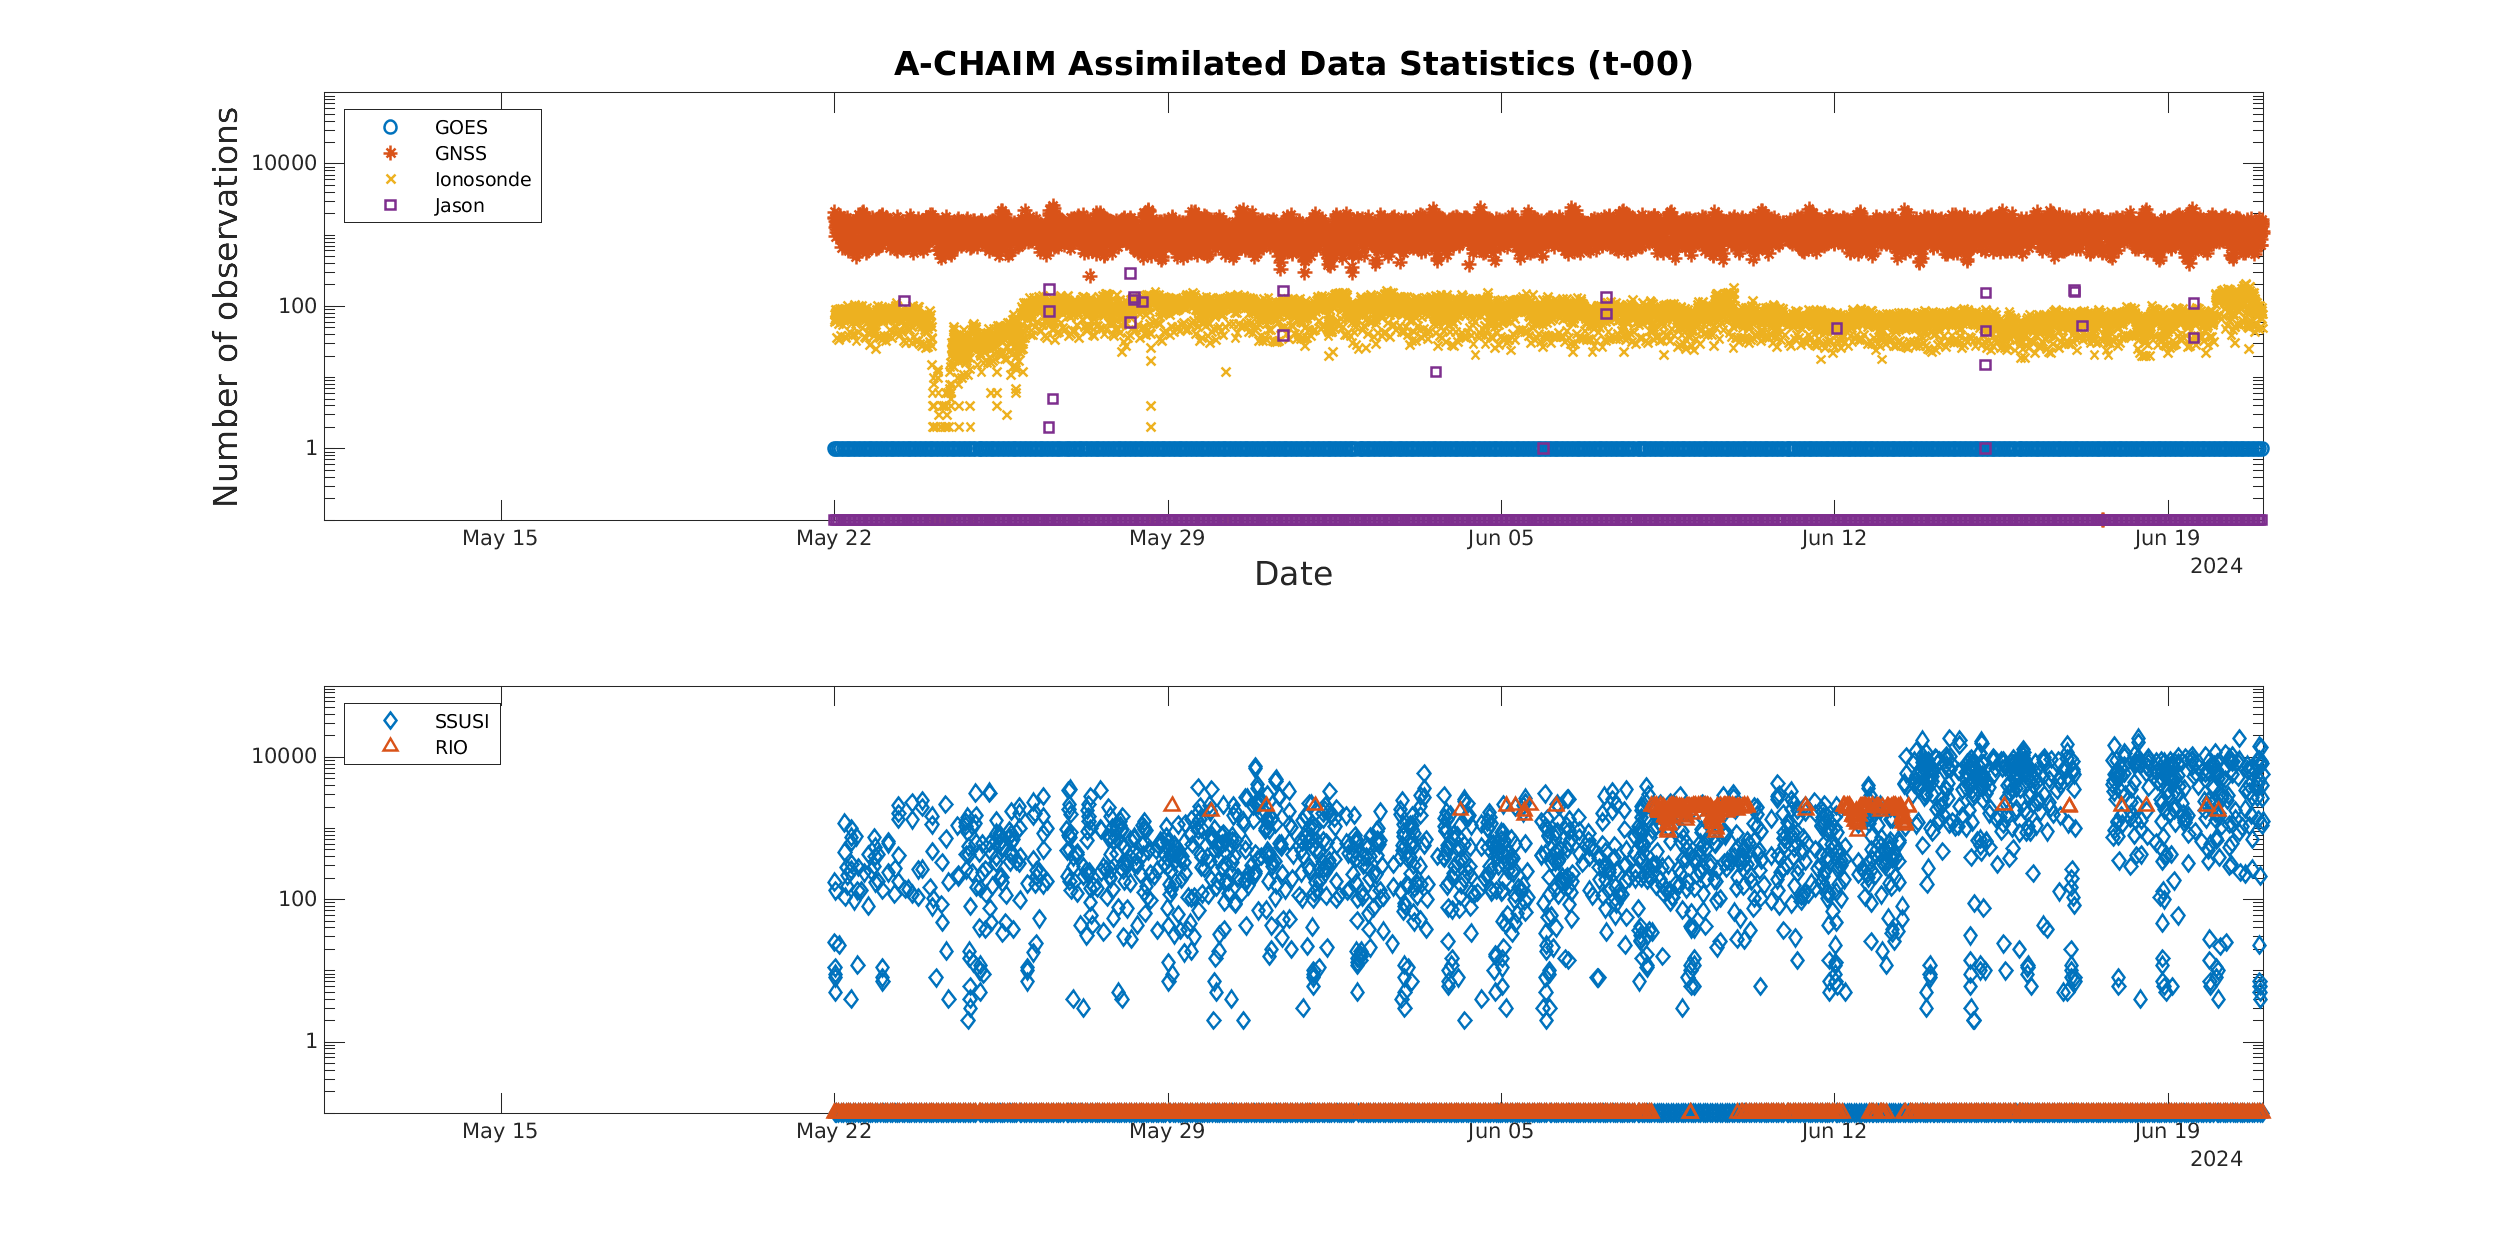 A-CHAIM Assimilated Data Statistics (t-00)
Number of observations
10000
100
1
GOES
GNSS
Ionosonde
Jason
May 15
May 22
May 29
Jun 05
Jun 12
Jun 19
2024
Date
10000
100
1
SSUSI
RIO
May 15
May 22
May 29
Jun 05
Jun 12
Jun 19
2024